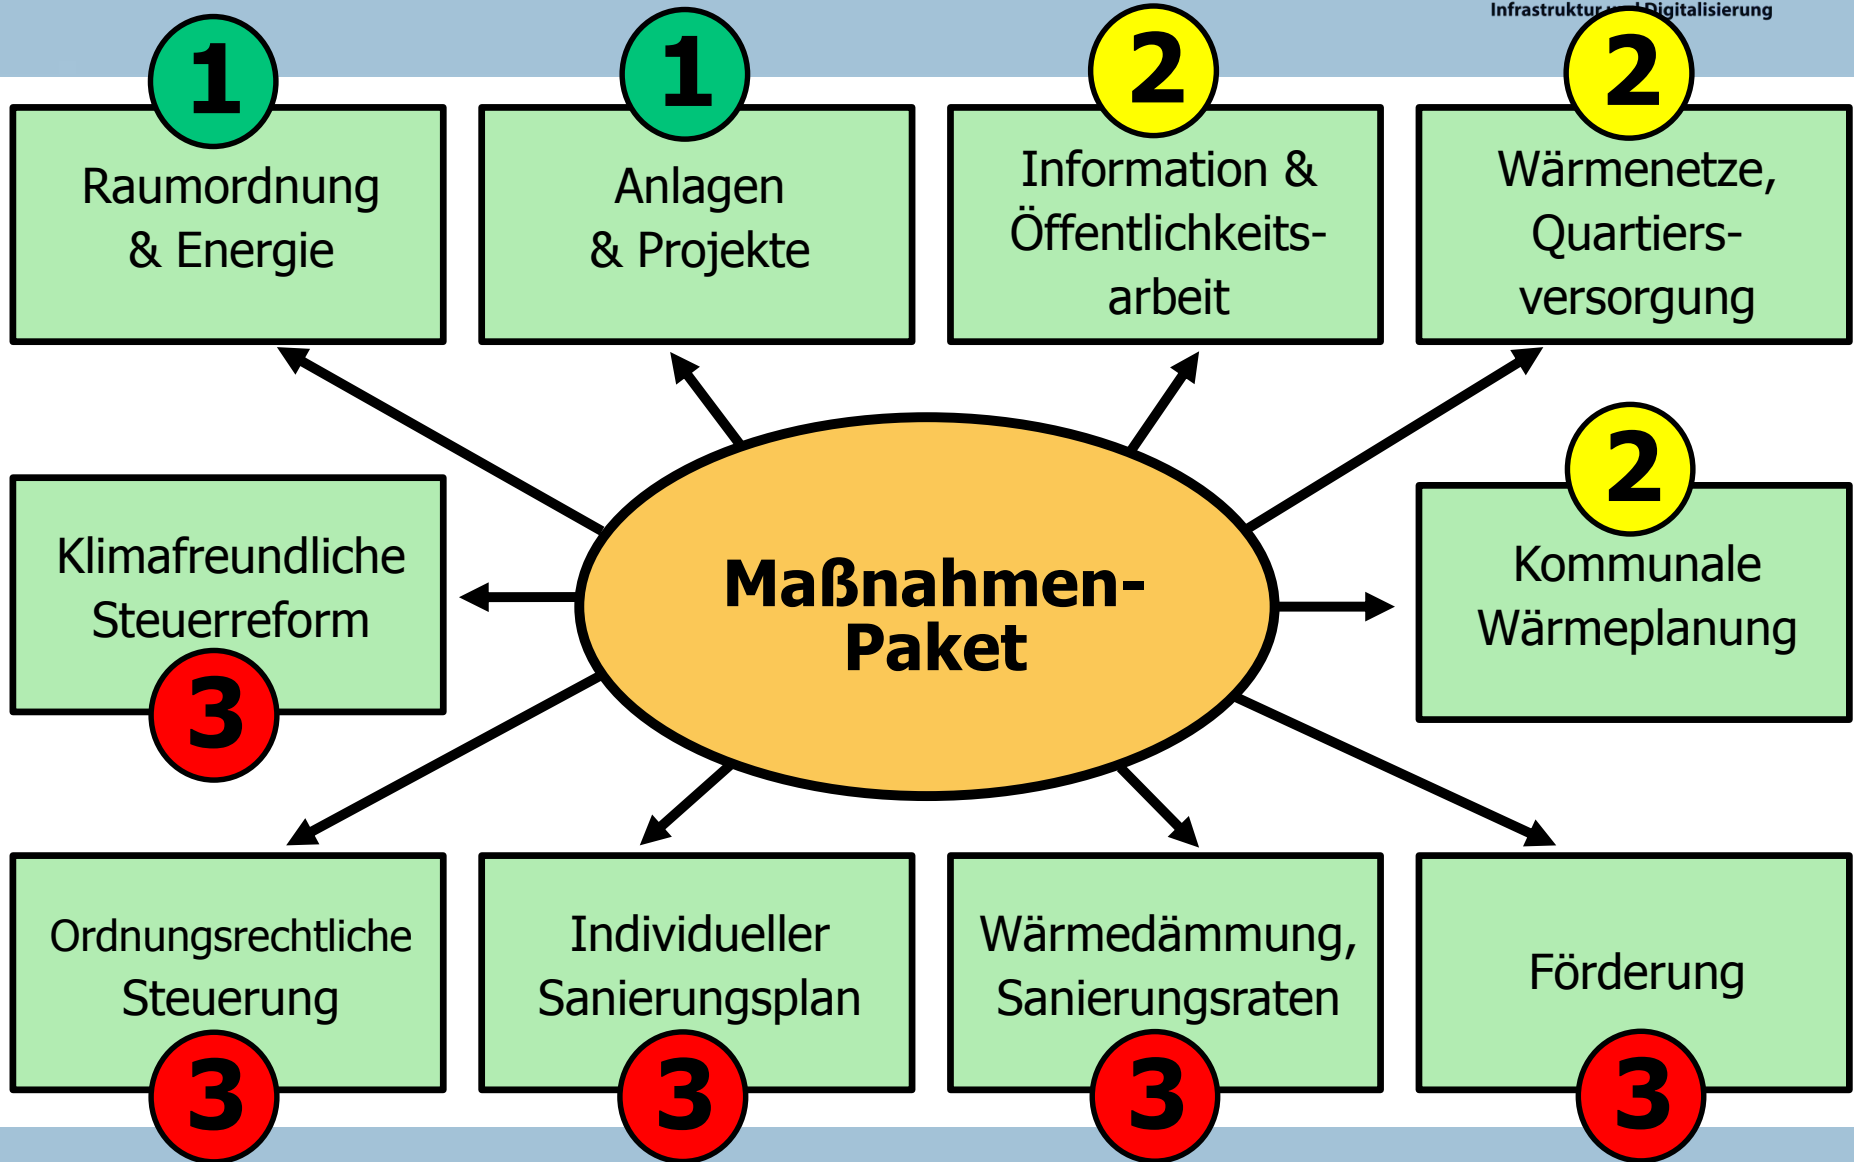 Infrastruktur und Digitalisierung
1
Raumordnung
& Energie
1
Anlagen
& Projekte
2
Information &
Öffentlichkeits-
arbeit
2
Wärmenetze,
Quartiers-
versorgung
Klimafreundliche
Steuerreform
3
Maßnahmen-
Paket
2
Kommunale
Wärmeplanung
Ordnungsrechtliche
Steuerung
3
Individueller
Sanierungsplan
3
Wärmedämmung,
Sanierungsraten
3
Förderung
3